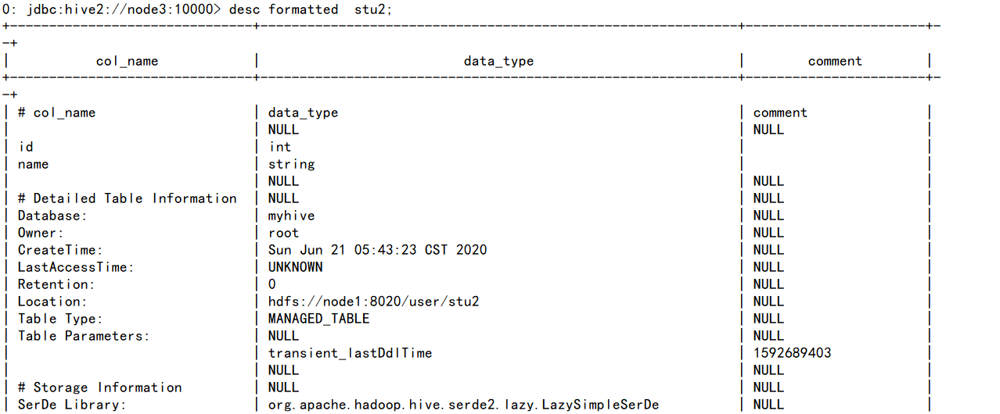 0: jdbc:hive2://node3:10000> desc formatted  stu2;
+-------------------------------+-------------------------------------------------------------+-----------------------+-
-+
|           col_name            |                          data_type                          |        comment        |
+-------------------------------+-------------------------------------------------------------+-----------------------+-
-+
| # col_name                    | data_type                                                   | comment               |
|                               | NULL                                                        | NULL                  |
| id                            | int                                                         |                       |
| name                          | string                                                      |                       |
|                               | NULL                                                        | NULL                  |
| # Detailed Table Information  | NULL                                                        | NULL                  |
| Database:                     | myhive                                                      | NULL                  |
| Owner:                        | root                                                        | NULL                  |
| CreateTime:                   | Sun Jun 21 05:43:23 CST 2020                                | NULL                  |
| LastAccessTime:               | UNKNOWN                                                     | NULL                  |
| Retention:                    | 0                                                           | NULL                  |
| Location:                     | hdfs://node1:8020/user/stu2                                 | NULL                  |
| Table Type:                   | MANAGED_TABLE                                               | NULL                  |
| Table Parameters:             | NULL                                                        | NULL                  |
|                               | transient_lastDdlTime                                       | 1592689403            |
|                               | NULL                                                        | NULL                  |
| # Storage Information         | NULL                                                        | NULL                  |
| SerDe Library:                | org.apache.hadoop.hive.serde2.lazy.LazySimpleSerDe          | NULL                  |